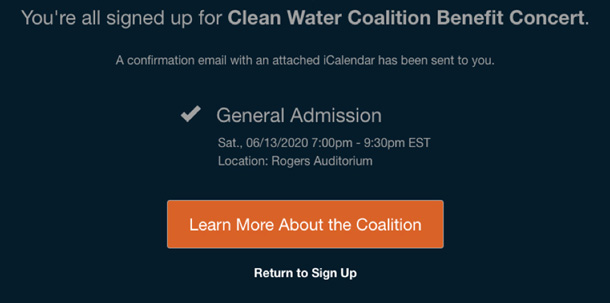 You're all signed up for Clean Water Coalition Benefit Concert.
A confirmation email with an attached iCalendar has been sent to you.
General Admission
Sat., 06/13/2020 7:00pm - 9:30pm EST
Location: Rogers Auditorium
Learn More About the Coalition
Return to Sign Up